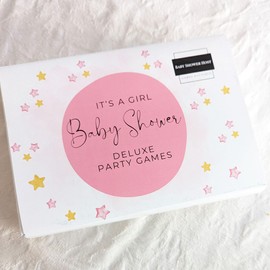 BABY SHOWER HOST
IT'S A GIRL
Baby Shower
DELUXE
PARTY GAMES